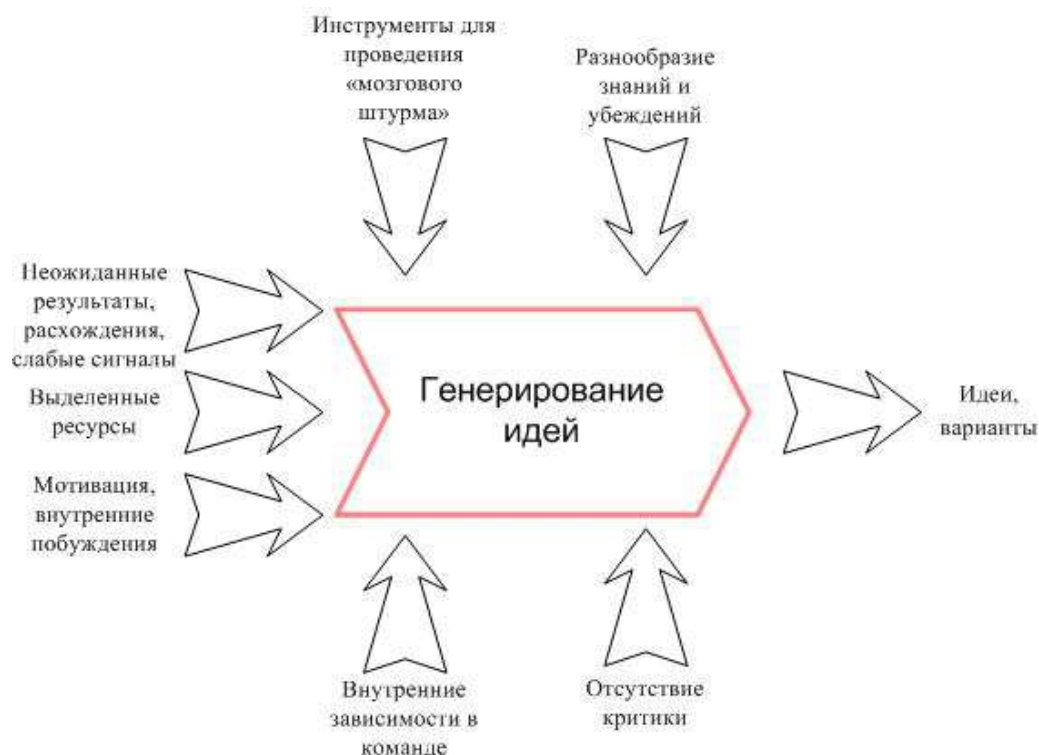 Инструменты для
проведения
«мозгового
штурма»
Разнообразие
знаний и
убеждений
Неожиданные
результаты,
расхождения,
слабые сигналы
Выделенные
ресурсы
Мотивация,
внутренние
побуждения
Генерирование
идей
Идеи,
варианты
Внутренние
зависимости в
команде
Отсутствие
критики